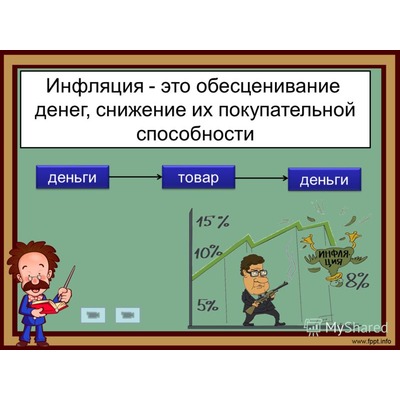 Инфляция - это обесценивание
денег, снижение их покупательной
способности
деньги
товар
деньги
15%
10%
5%
ИНФЛЯ
ЦИЯ
8%
MyShared
www.fppt.info